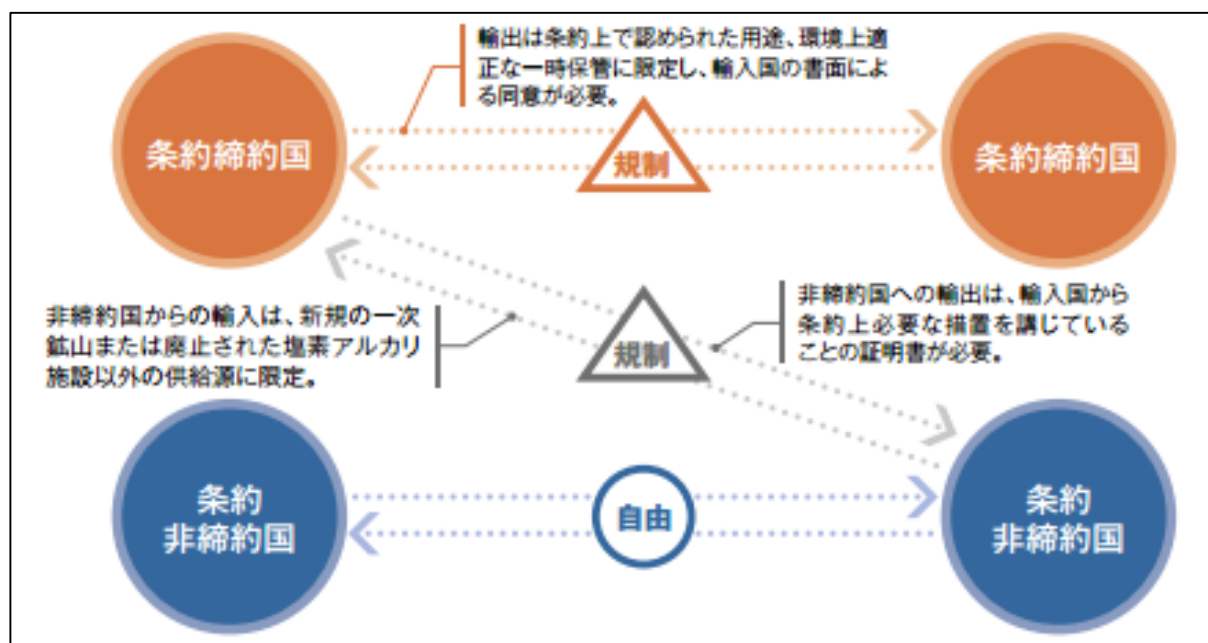 輸出は条約上で認められた用途、環境上適
正な一時保管に限定し、輸入国の書面によ
る同意が必要。
条約締約国
規制
条約締約国
非締約国からの輸入は、新規の一次
鉱山または廃止された塩素アルカリ
施設以外の供給源に限定。
規制
非締約国への輸出は、輸入国から
条約上必要な措置を講じている
ことの証明書が必要。
条約
非締約国
自由
条約
非締約国